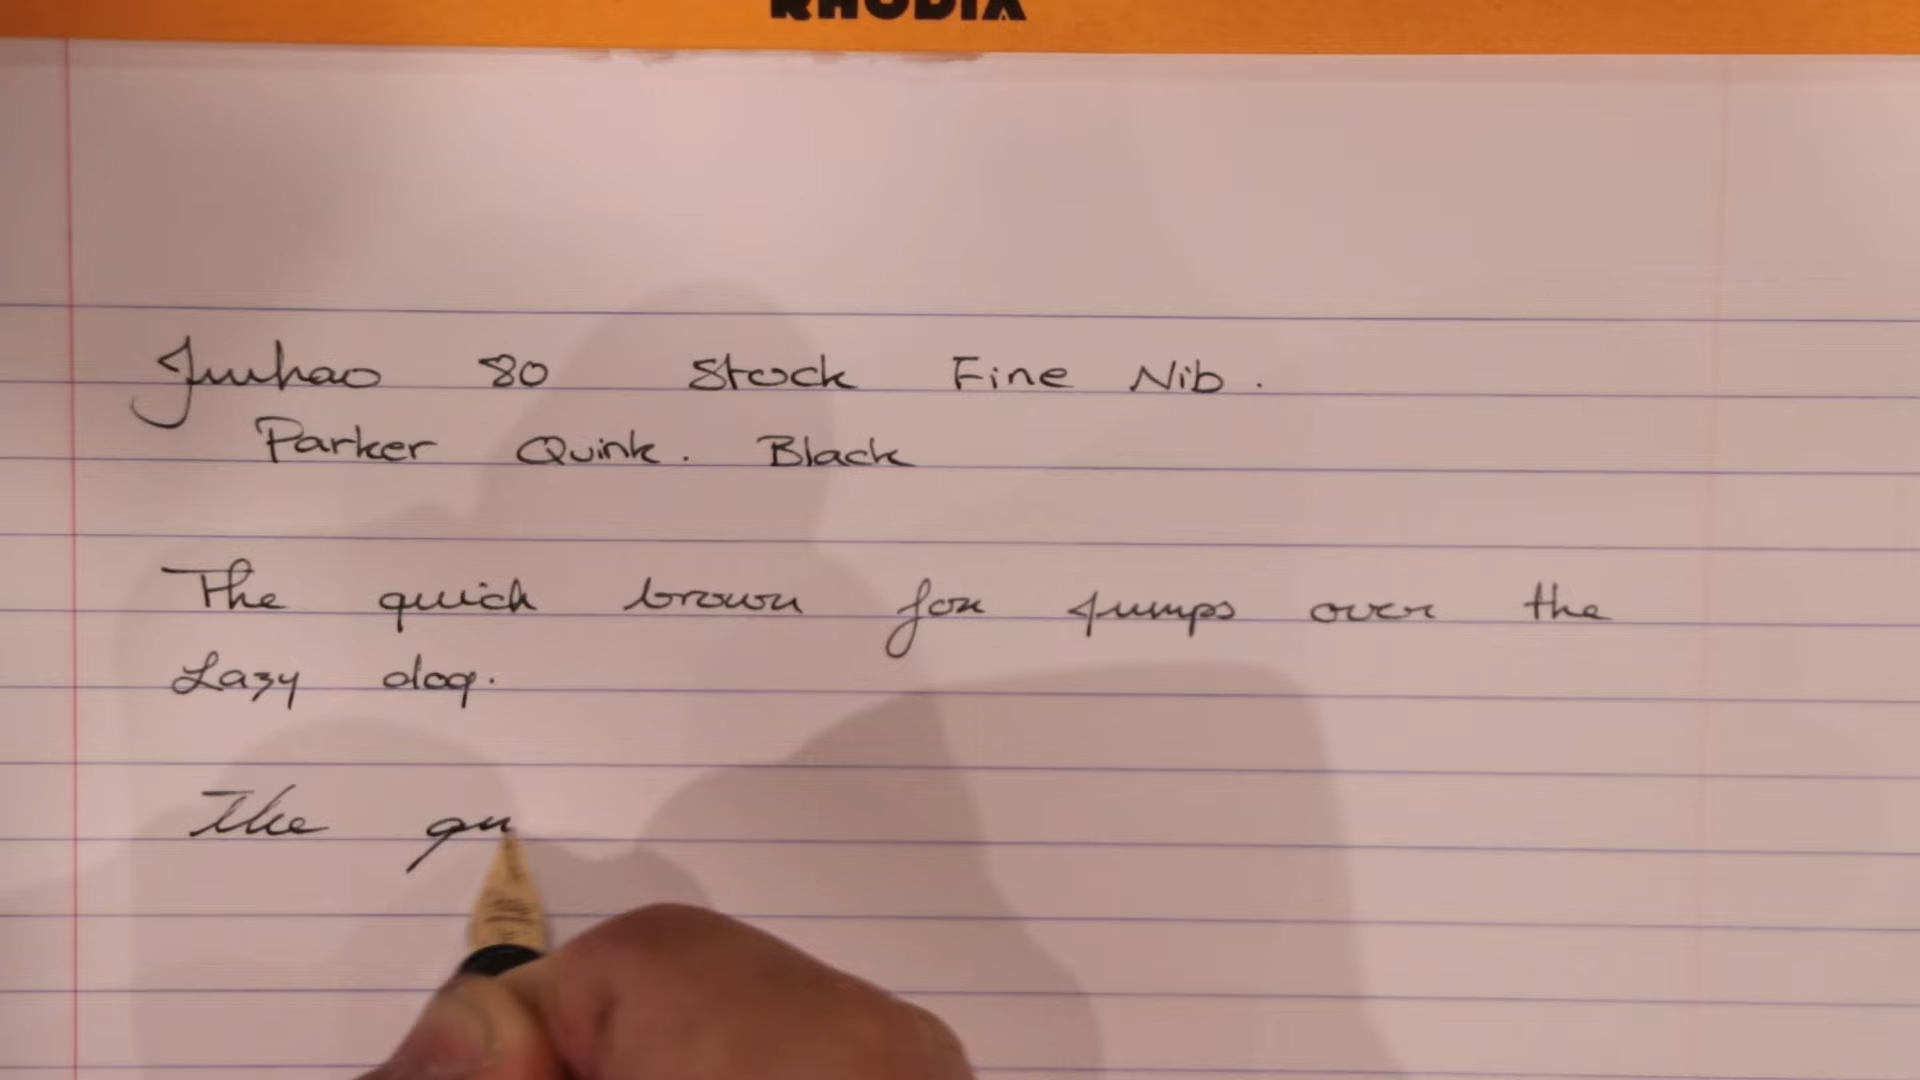 RHODIA
Jinhao 80 Stock Fine Nib.
Parker Quink. Black
The quick brown fox jumps over the
Lazy dog.
The qu